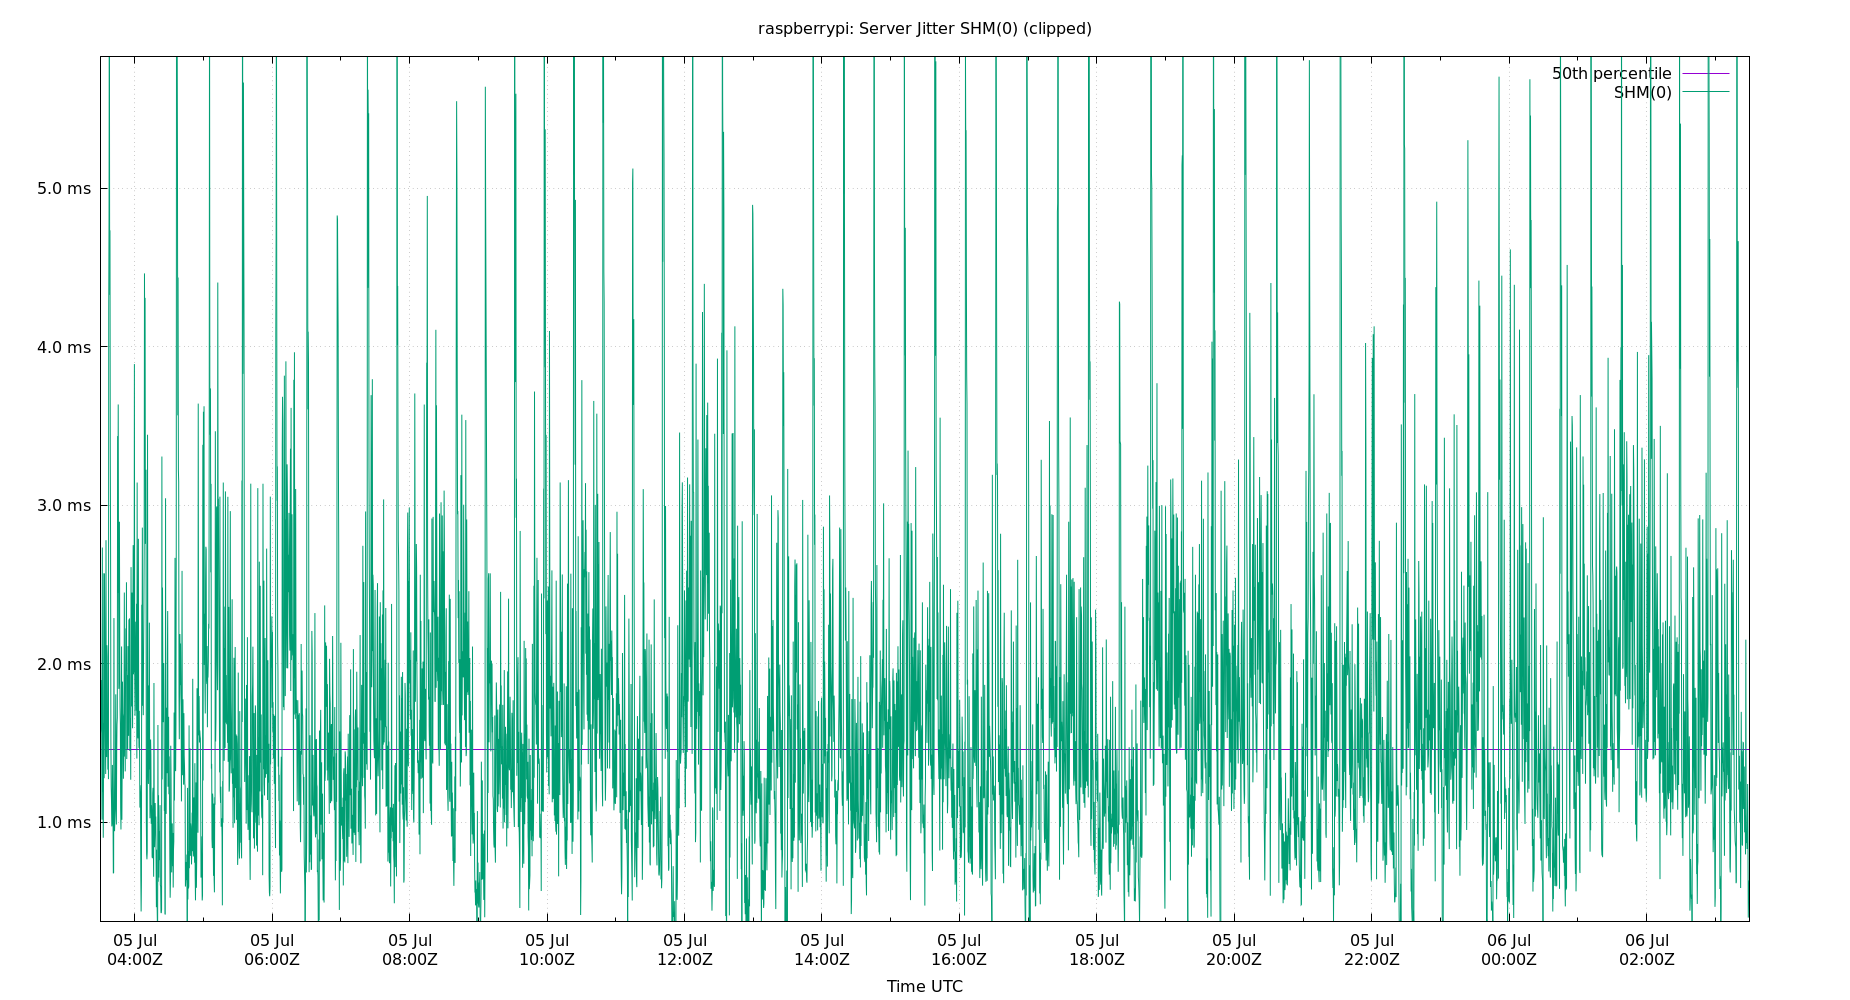 raspberrypi: Server Jitter SHM(0) (clipped)
50th percentile
SHM(0)
5.0 ms
4.0 ms
3.0 ms
2.0 ms
1.0 ms
05 Jul 05 Jul 05 Jul 05 Jul 05 Jul 05 Jul 05 Jul 05 Jul 05 Jul 05 Jul 06 Jul 06 Jul
04:00Z 06:00Z 08:00Z 10:00Z 12:00Z 14:00Z 16:00Z 18:00Z 20:00Z 22:00Z 00:00Z 02:00Z
Time UTC